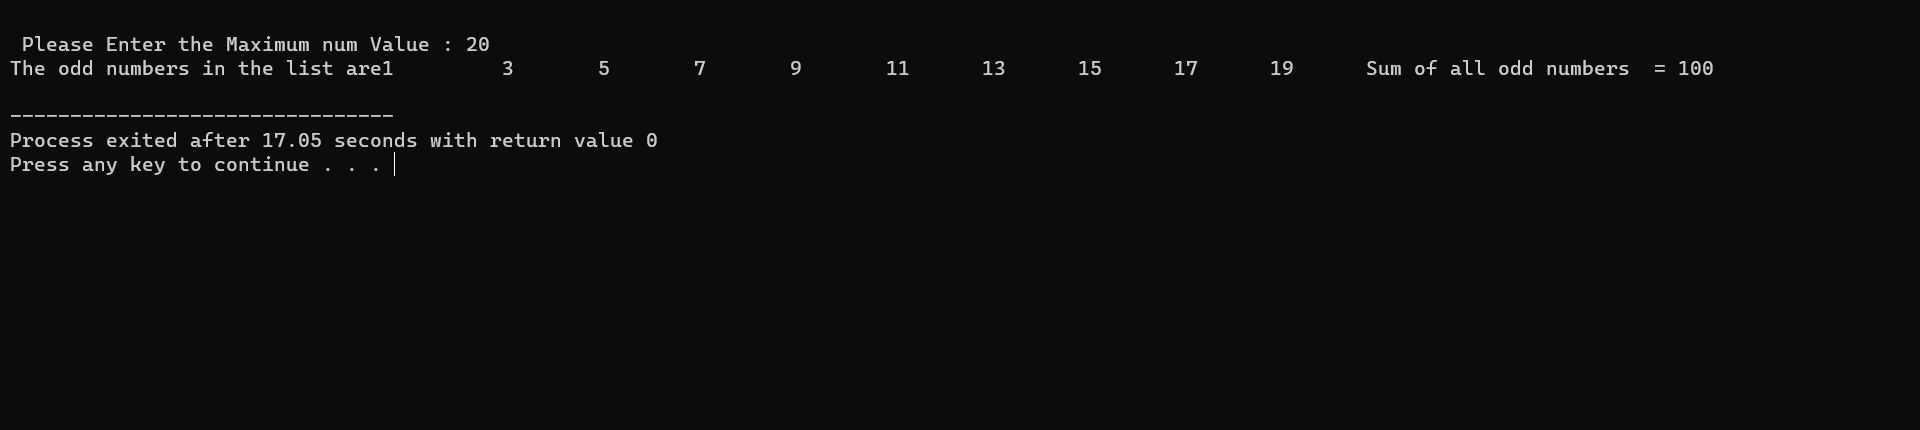 Please Enter the Maximum num Value : 20
The odd numbers in the list are1         3       5       7       9       11      13      15      17      19      Sum of all odd numbers  = 100
--------------------------------
Process exited after 17.05 seconds with return value 0
Press any key to continue . . .